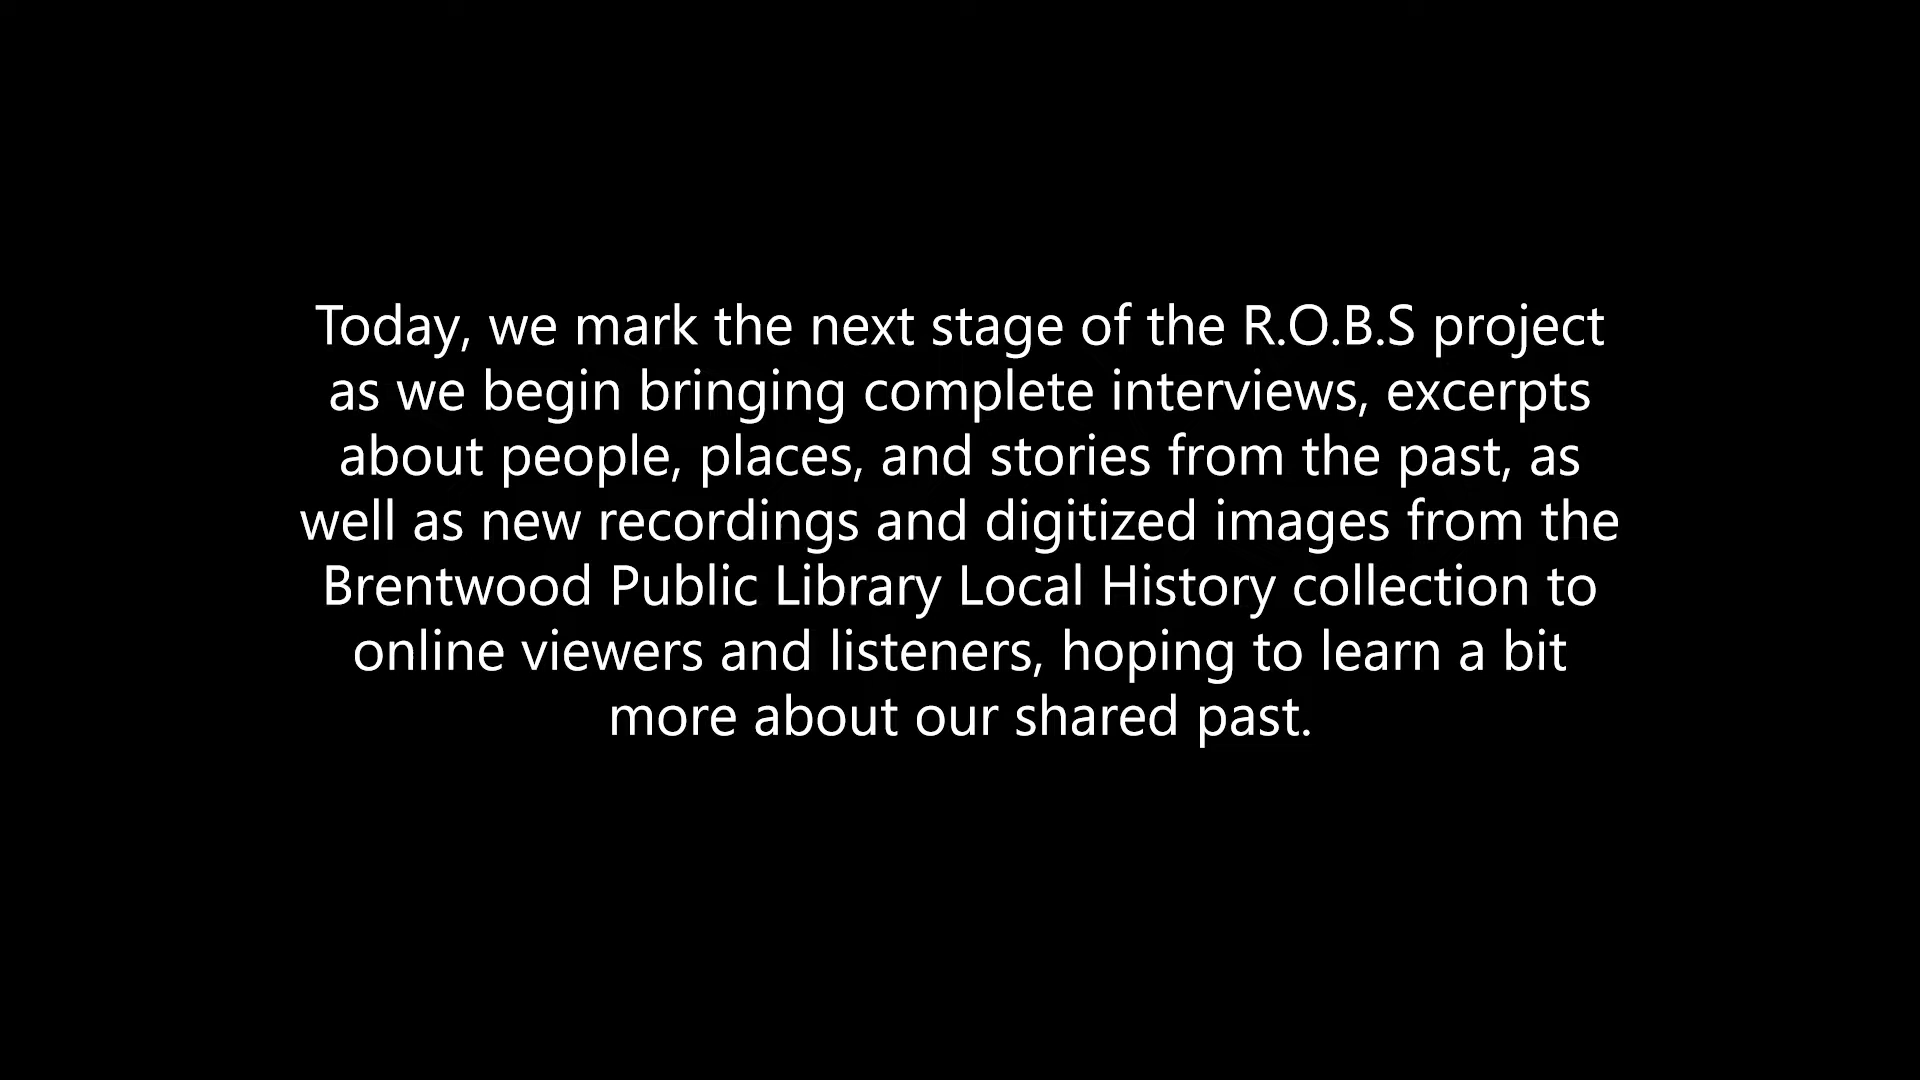 Today, we mark the next stage of the R.O.B.S project
as we begin bringing complete interviews, excerpts
about people, places, and stories from the past, as
well as new recordings and digitized images from the
Brentwood Public Library Local History collection to
online viewers and listeners, hoping to learn a bit
more about our shared past.